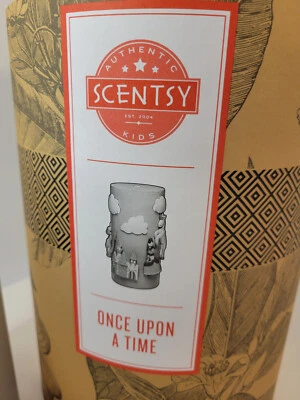 AUTHENTIC
SCENTSY
EST. 2004
KIDS
ONCE UPON
A TIME